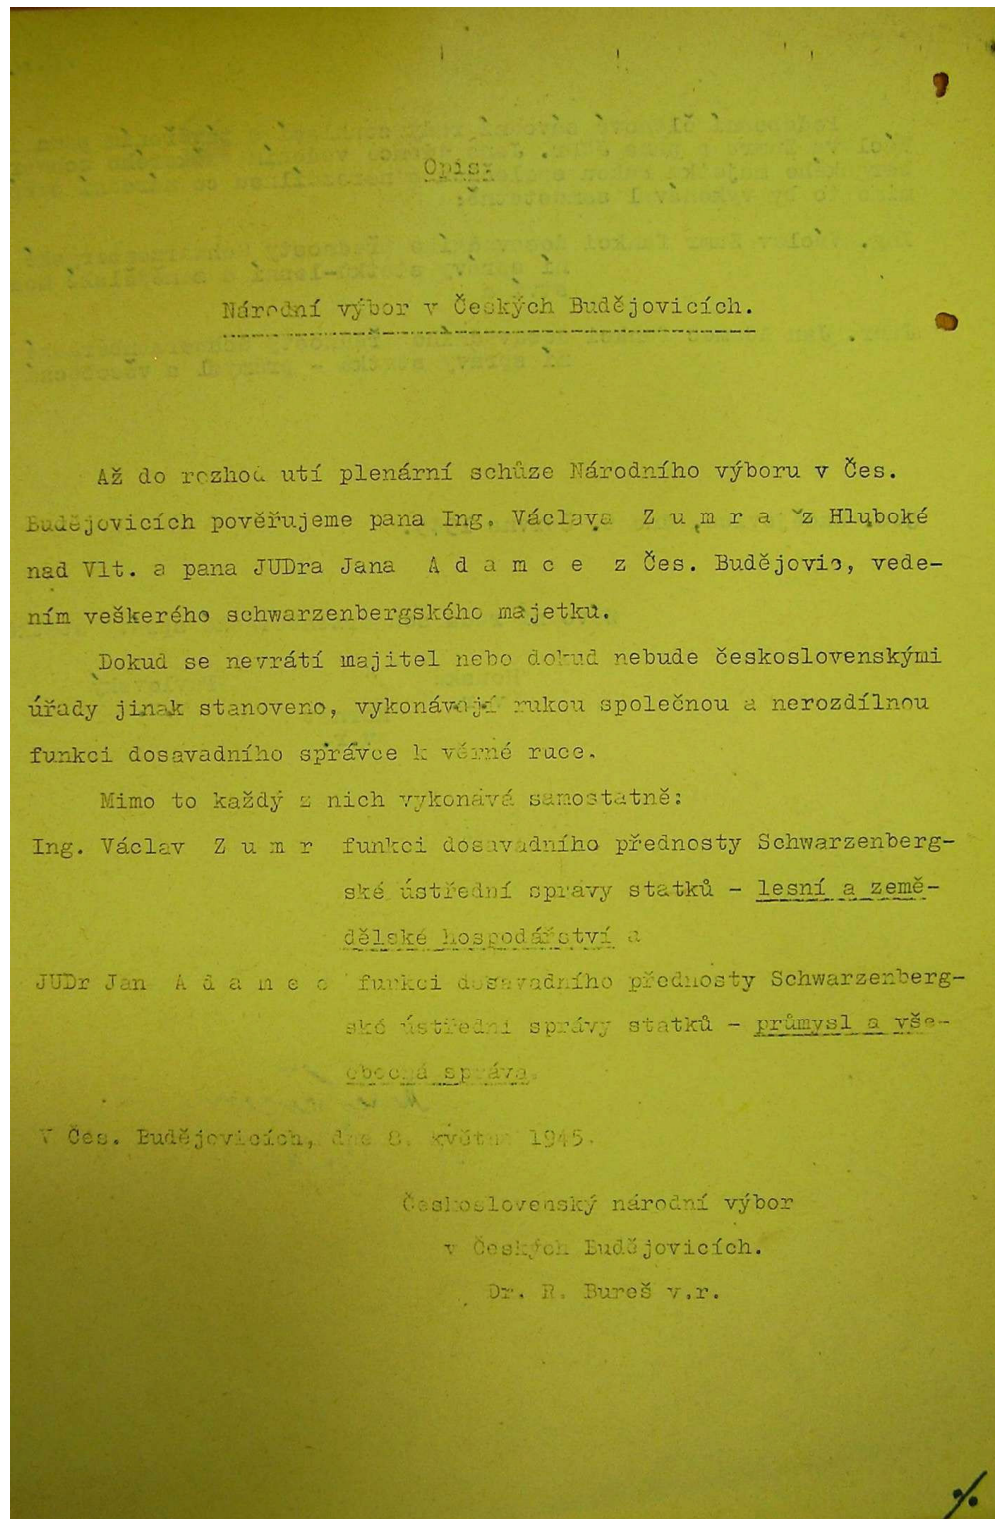 Opis:
Národní výbor v Českých Budějovicích.
Až do rozhod utí plenární schůze Národního výboru v Čes.
Budějovicích pověřujeme pana Ing. Václava Z u m r a z Hluboké
nad Vlt. a pana JUDra Jana A d a m c e z Čes. Budějovic, vede-
ním veškerého schwarzenbergského majetku.
Dokud se nevrátí majitel nebo dokud nebude československými
úřady jinak stanoveno, vykonávají rukou společnou a nerozdílnou
funkci dosavadního správce k věrné ruce.
Mimo to každý z nich vykonává samostatně:
Ing. Václav Z u m r funkci dosavadního přednosty Schwarzenberg-
ské ústřední správy statků - lesní a země-
dělské hospodářství a
JUDr Jan A d a m e c funkci dosavadního přednosty Schwarzenberg-
ské ústřední správy statků - průmysl a vše-
obecná správa.
V Čes. Budějovicích, dne 8. května 1945.
Československý národní výbor
v Českých Budějovicích.
Dr. R. Bureš v.r.
%